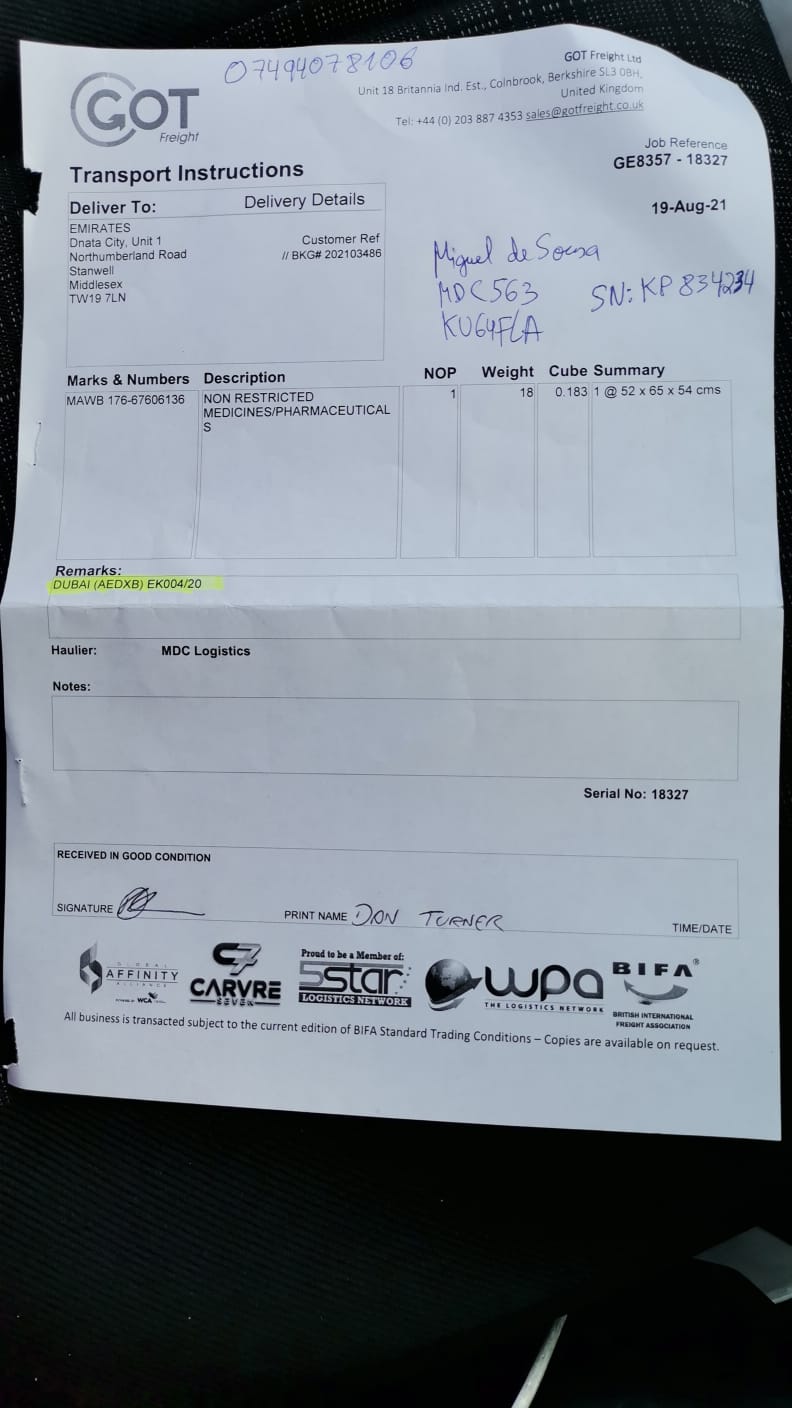 07494078106
GOT
Freight
GOT Freight Ltd
Unit 18 Britannia Ind. Est., Colnbrook, Berkshire SL3 0BH,
United Kingdom
Tel: +44 (0) 203 887 4353 sales@gotfreight.co.uk
Job Reference
GE8357 - 18327
19-Aug-21
Transport Instructions
Deliver To: Delivery Details
EMIRATES
Dnata City, Unit 1 Customer Ref
Northumberland Road // BKG# 202103486
Stanwell
Middlesex
TW19 7LN
Miguel de Sousa
MDC563 SN: KP834234
KU64FLA
Marks & Numbers Description NOP Weight Cube Summary
MAWB 176-67606136 NON RESTRICTED 1 18 0.183 1 @ 52 x 65 x 54 cms
MEDICINES/PHARMACEUTICAL
S
Remarks:
DUBAI (AEDXB) EK004/20
Haulier: MDC Logistics
Notes:
Serial No: 18327
RECEIVED IN GOOD CONDITION
SIGNATURE PRINT NAME DON TURNER TIME/DATE
GLOBAL
AFFINITY
ALLIANCE
POWERED BY WCA
C7
CARVRE
SEVEN
Proud to be a Member of:
5star
LOGISTICS NETWORK
wpa
THE LOGISTICS NETWORK
BIFA®
BRITISH INTERNATIONAL
FREIGHT ASSOCIATION
All business is transacted subject to the current edition of BIFA Standard Trading Conditions – Copies are available on request.